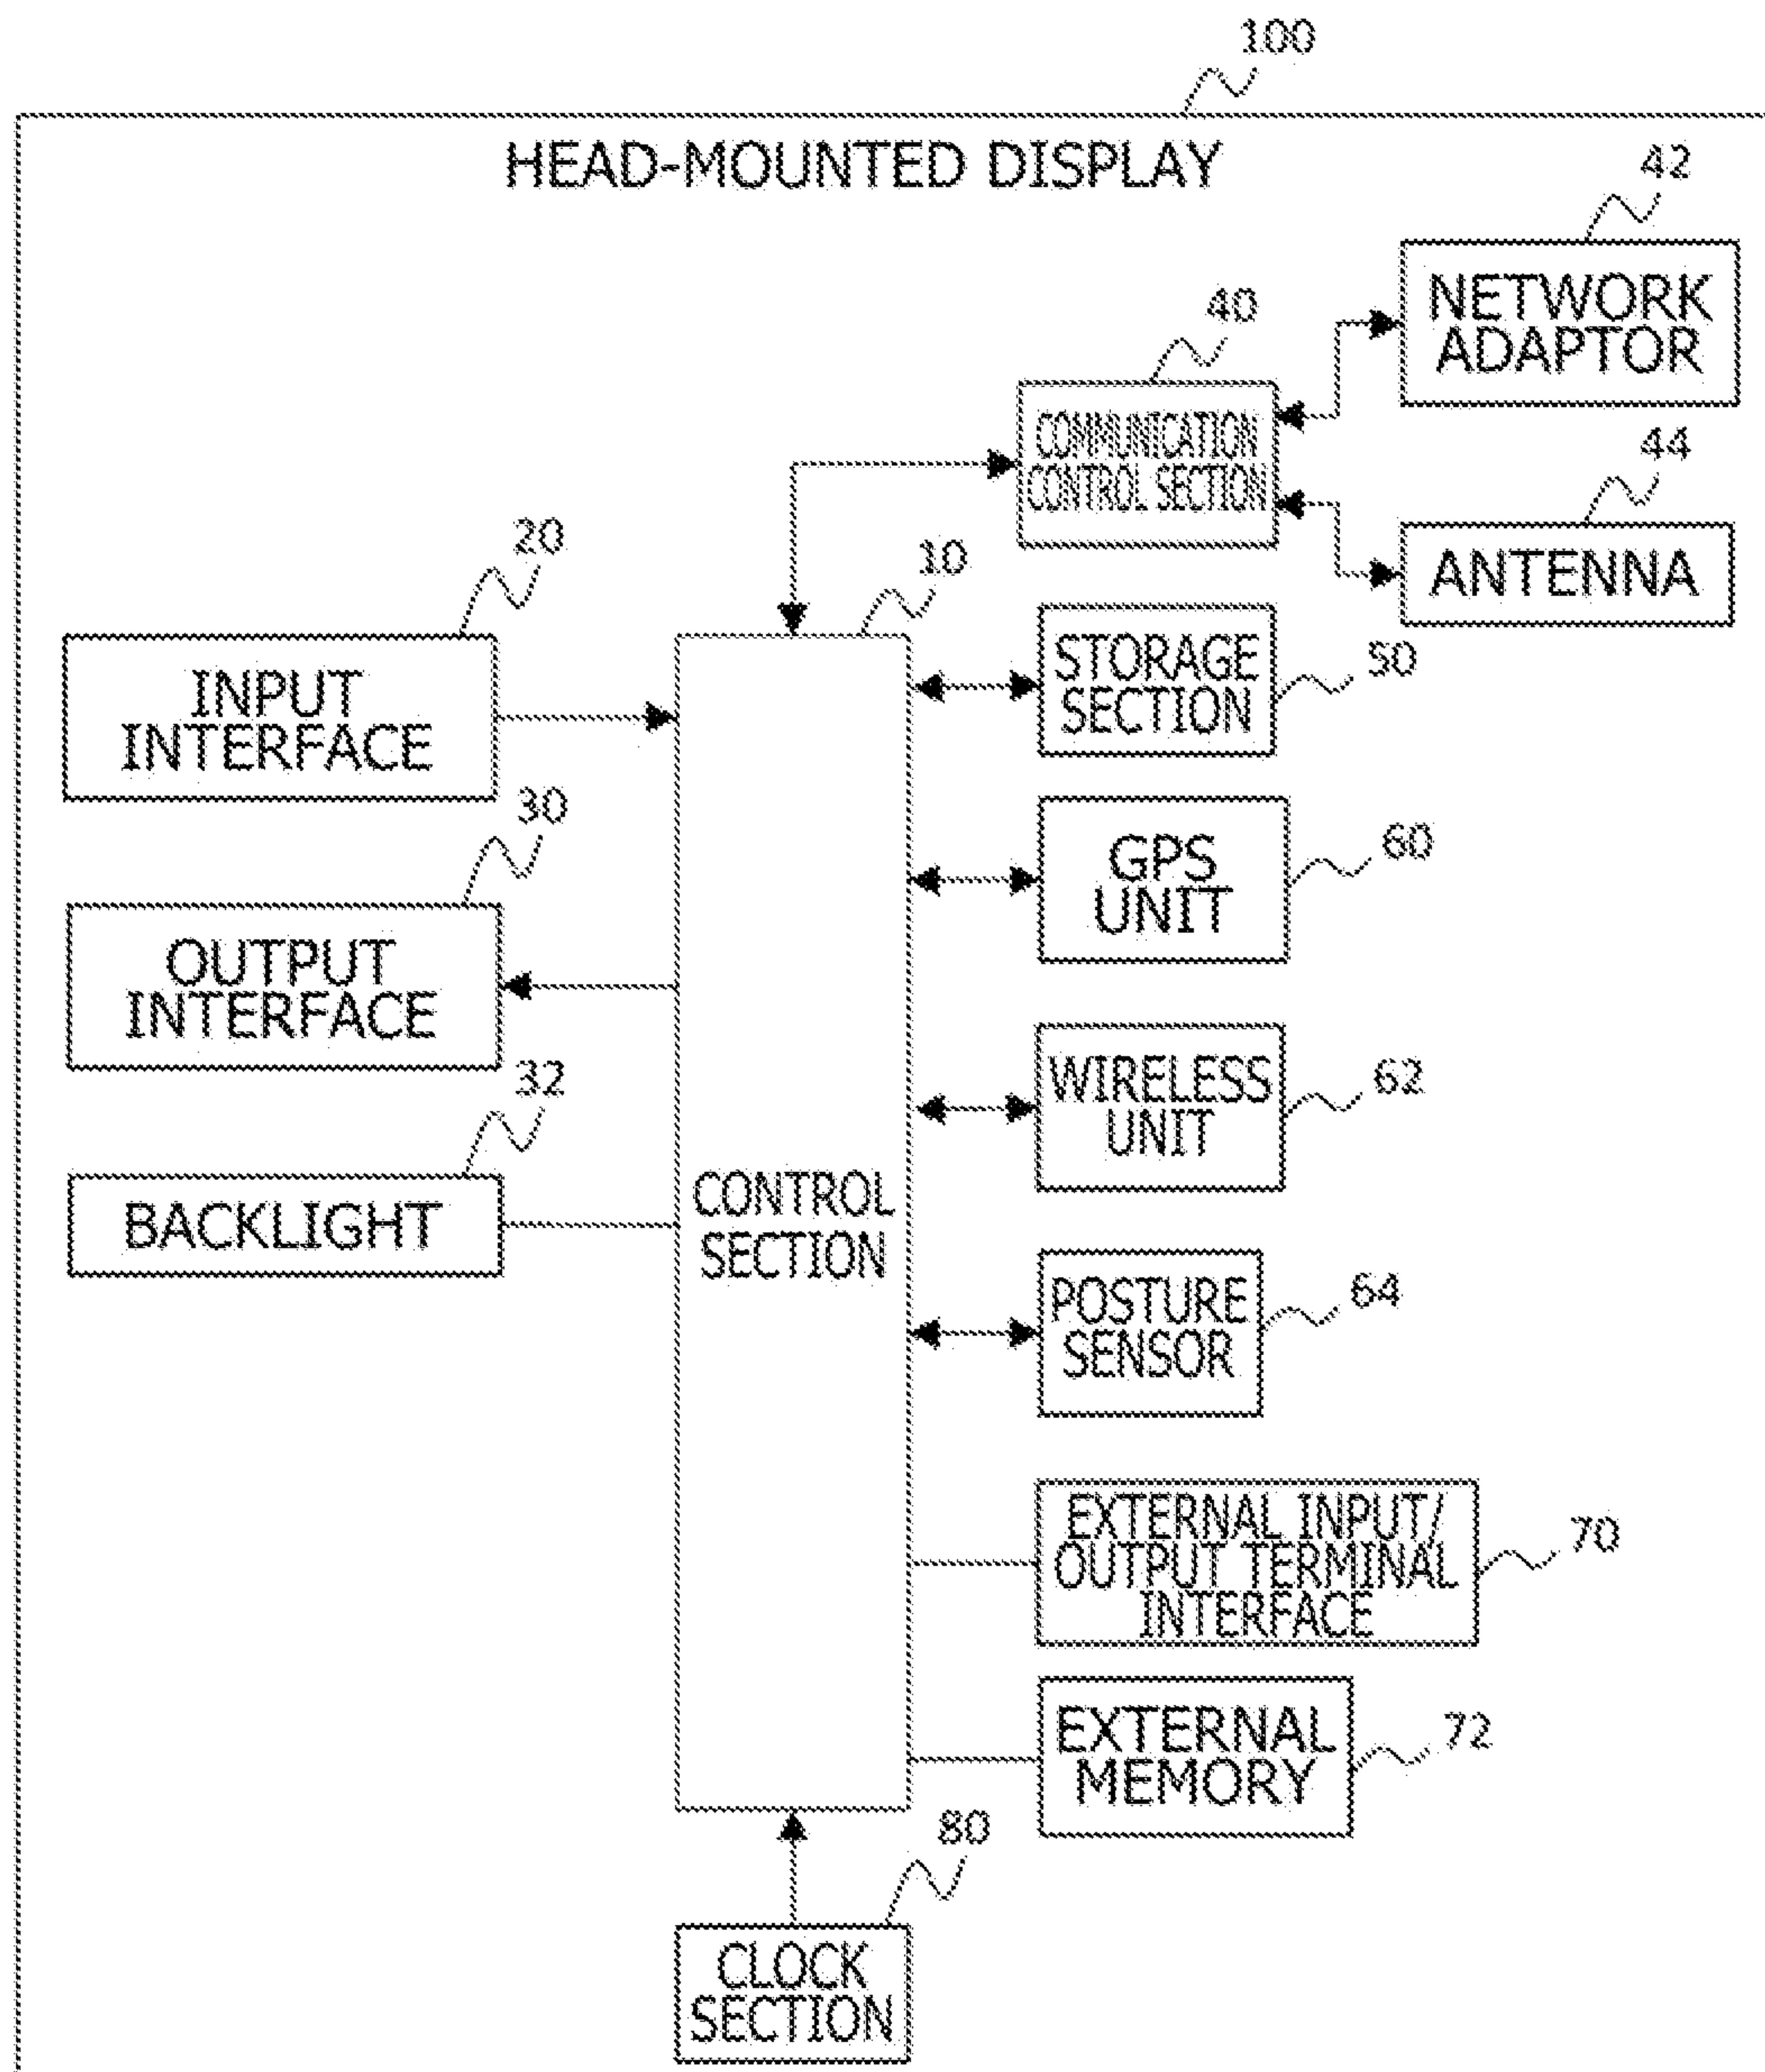 100
HEAD-MOUNTED DISPLAY
42
NETWORK
ADAPTOR
40
COMMUNICATION
CONTROL SECTION
44
ANTENNA
20
10
INPUT
INTERFACE
STORAGE
SECTION
50
30
OUTPUT
INTERFACE
GPS
UNIT
60
32
BACKLIGHT
WIRELESS
UNIT
62
CONTROL
SECTION
POSTURE
SENSOR
64
EXTERNAL INPUT/
OUTPUT TERMINAL
INTERFACE
70
EXTERNAL
MEMORY
72
80
CLOCK
SECTION